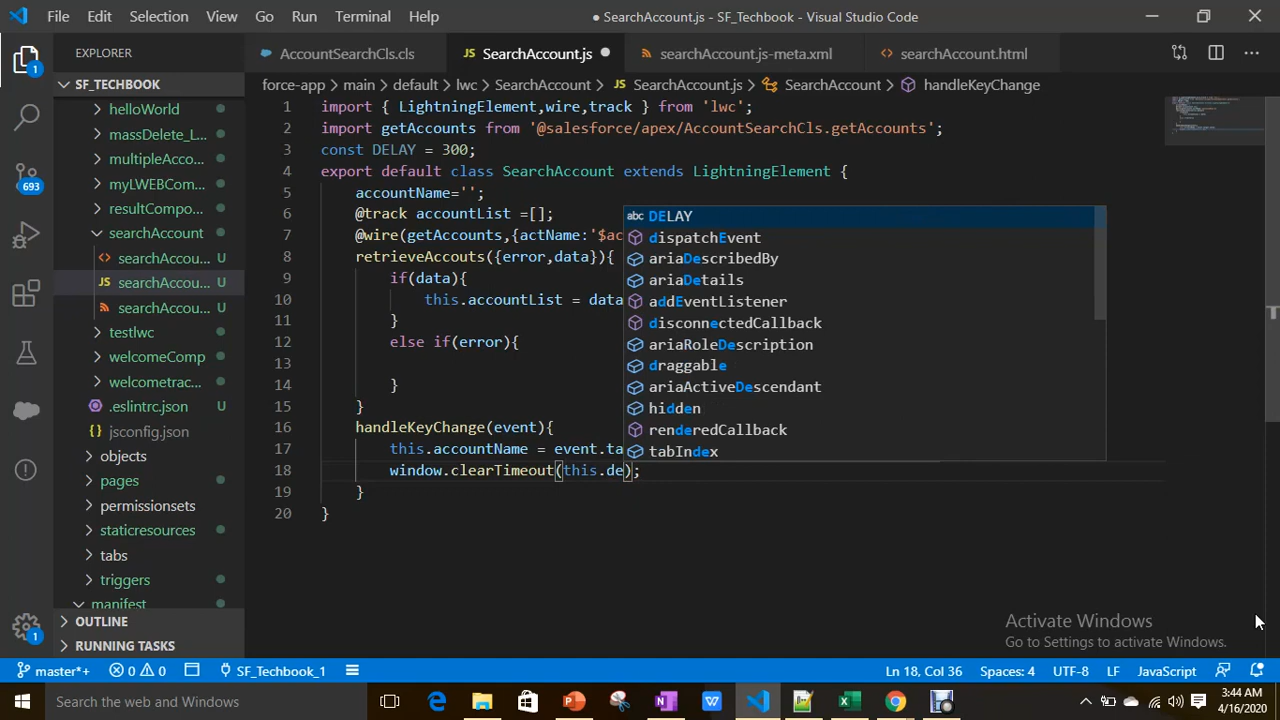 File Edit Selection View Go Run Terminal Help
● SearchAccount.js - SF_Techbook - Visual Studio Code
EXPLORER
AccountSearchCls.cls
SearchAccount.js
searchAccount.js-meta.xml
searchAccount.html
SF_TECHBOOK
force-app > main > default > lwc > SearchAccount > SearchAccount.js > SearchAccount > handleKeyChange
helloWorld
massDelete_L...
multipleAcco...
myLWEBCom...
resultCompo...
searchAccount
searchAccou... U
searchAccou... U
searchAccou... U
testlwc
welcomeComp
welcometrac...
.eslintrc.json U
jsconfig.json
objects
pages
permissionsets
staticresources
tabs
triggers
manifest
OUTLINE
RUNNING TASKS
1
693
1
1 import { LightningElement,wire,track } from 'lwc';
2 import getAccounts from '@salesforce/apex/AccountSearchCls.getAccounts';
3 const DELAY = 300;
4 export default class SearchAccount extends LightningElement {
5 accountName='';
6 @track accountList =[];
7 @wire(getAccounts,{actName:'$ac
8 retrieveAccouts({error,data}){
9 if(data){
10 this.accountList = data
11 }
12 else if(error){
13
14 }
15 }
16 handleKeyChange(event){
17 this.accountName = event.ta
18 window.clearTimeout(this.de);
19 }
20 }
abc DELAY
dispatchEvent
ariaDescribedBy
ariaDetails
addEventListener
disconnectedCallback
ariaRoleDescription
draggable
ariaActiveDescendant
hidden
renderedCallback
tabIndex
Activate Windows
Go to Settings to activate Windows.
master*+ 0 0 SF_Techbook_1 Ln 18, Col 36 Spaces: 4 UTF-8 LF JavaScript
Search the web and Windows
3:44 AM
4/16/2020